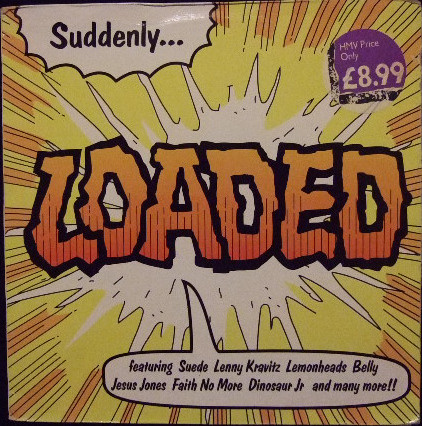 Suddenly...
HMV Price
Only
£8.99
LOADED
featuring Suede Lenny Kravitz Lemonheads Belly
Jesus Jones Faith No More Dinosaur Jr and many more!!